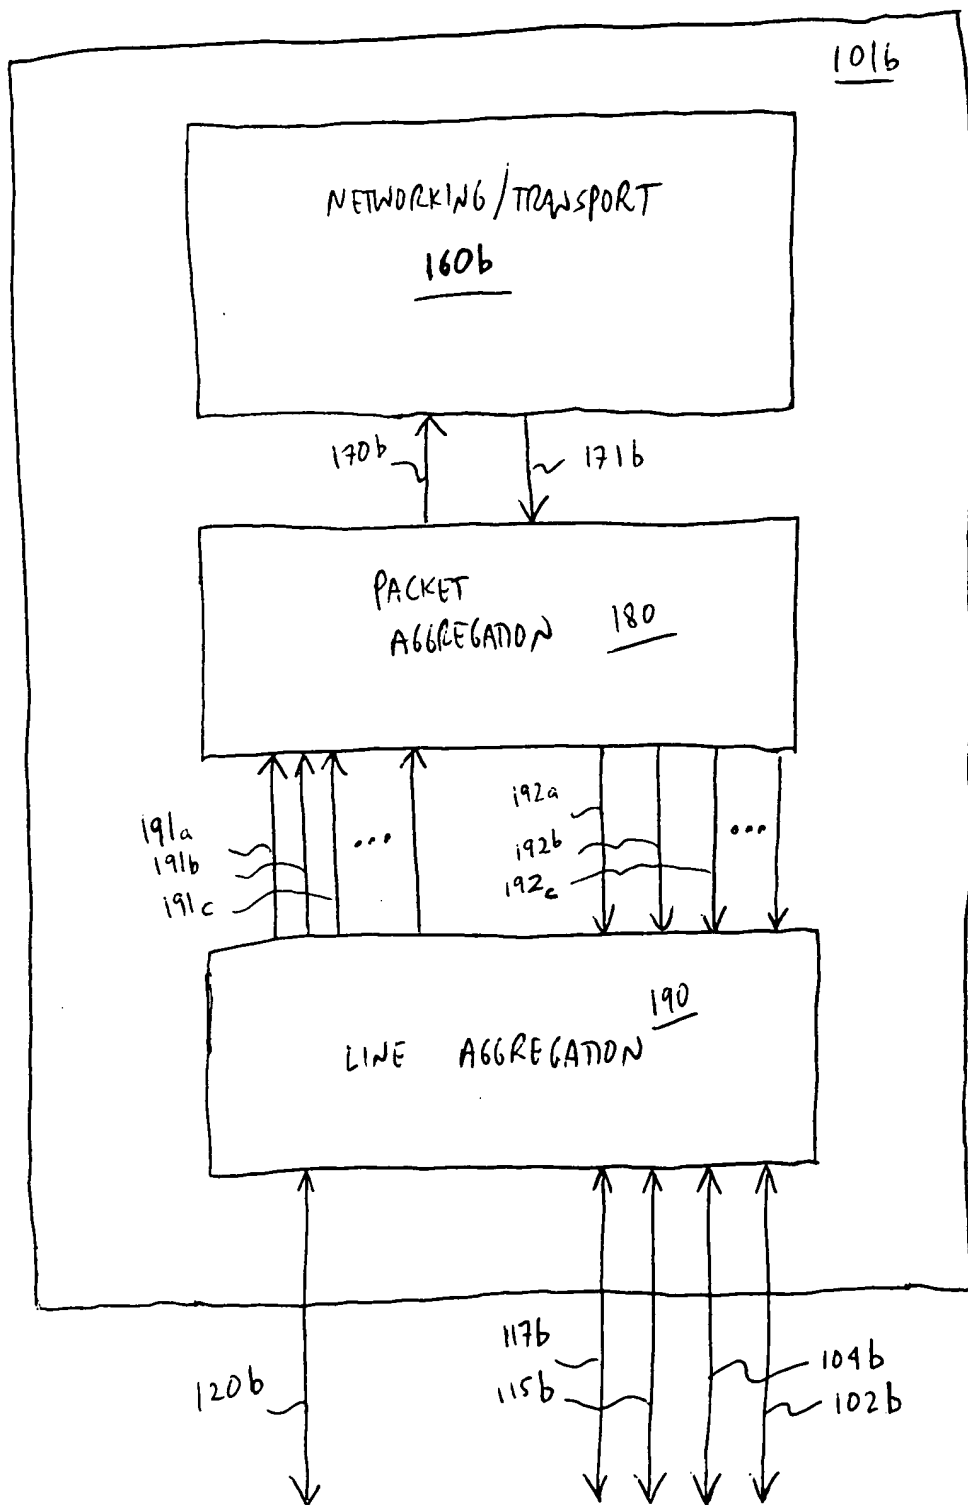 101b
NETWORKING/TRANSPORT
160b
170b
171b
PACKET
AGGREGATION 180
191a
191b
191c
...
192a
192b
192c
...
190
LINE AGGREGATION
120b
117b
115b
104b
102b